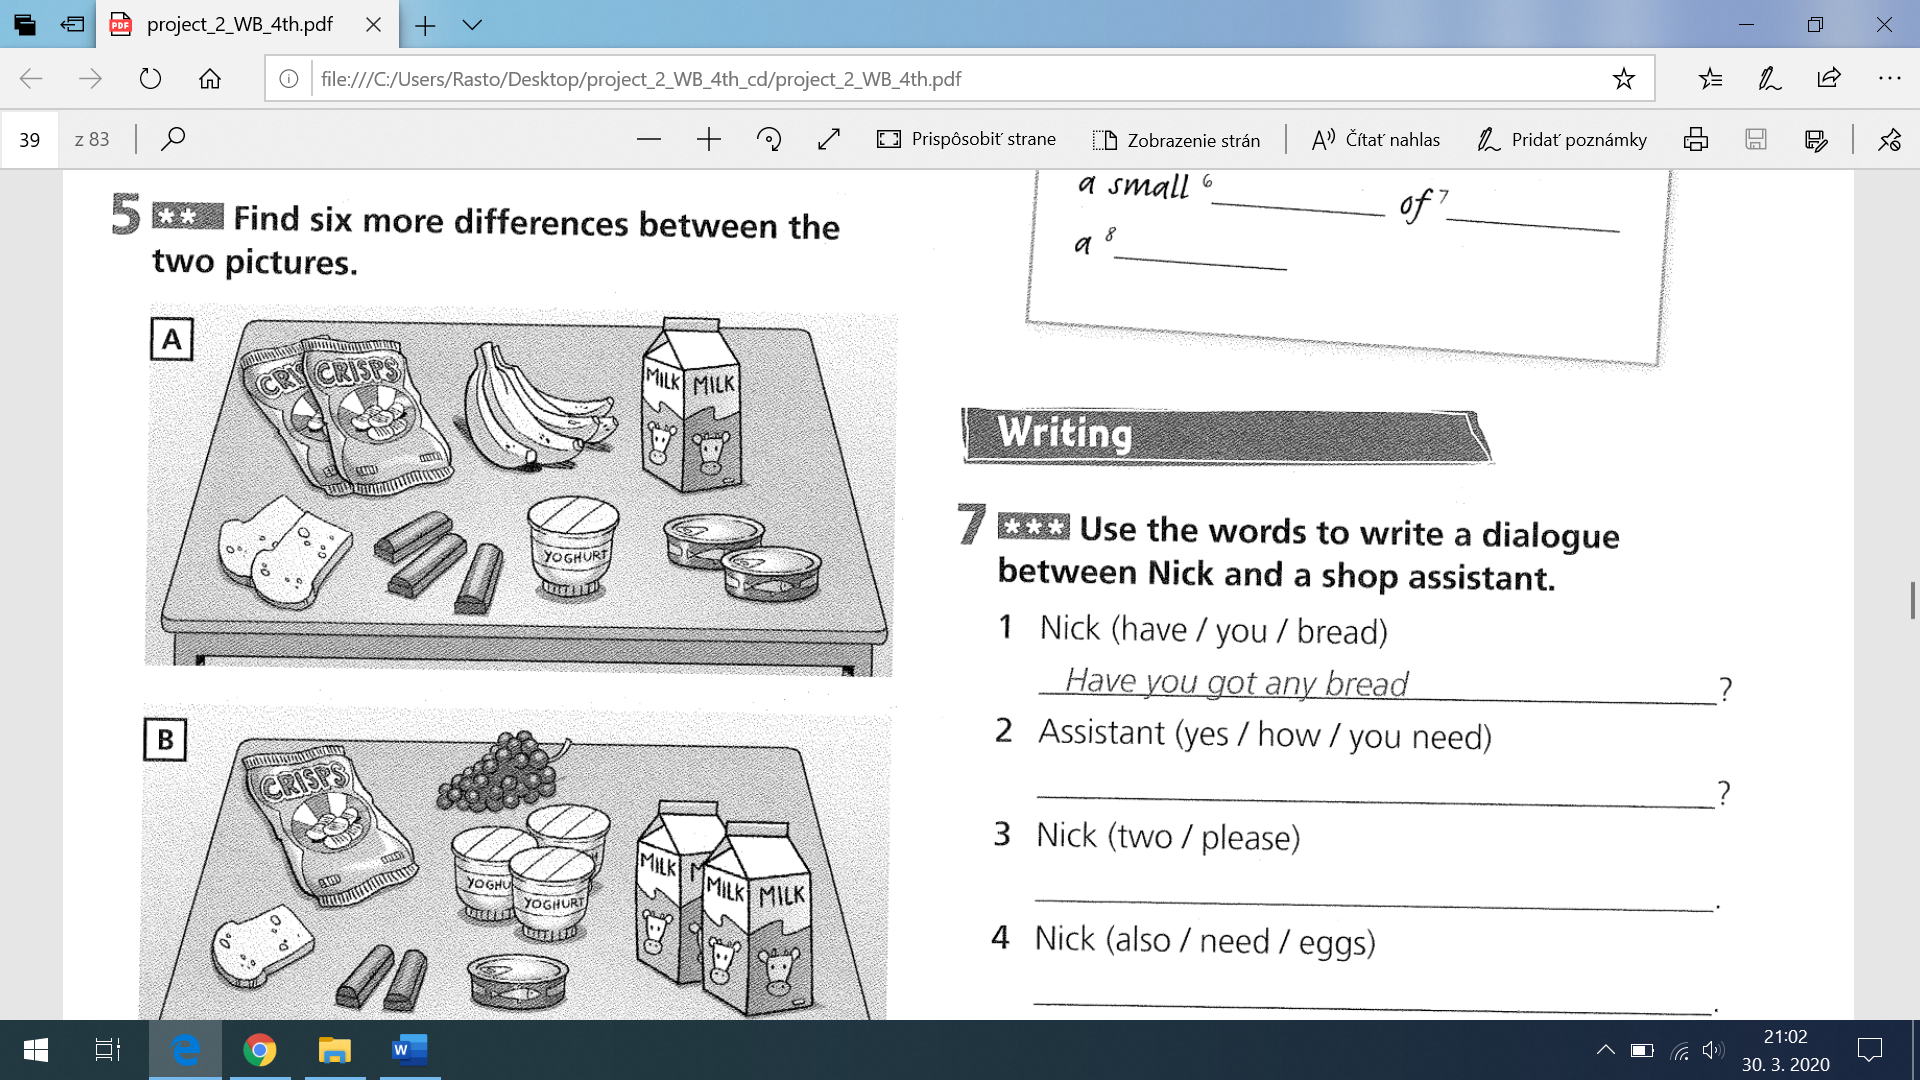 project_2_WB_4th.pdf
file:///C:/Users/Rasto/Desktop/project_2_WB_4th_cd/project_2_WB_4th.pdf
39 z 83 Prispôsobiť strane Zobrazenie strán Čítať nahlas Pridať poznámky
5 ** Find six more differences between the
two pictures.
A
CRISPS
MILK MILK
YOGHURT
B
CRISPS
YOGHU
YOGHURT
MILK M
MILK MILK
a small 6 ____ of 7 ____
a 8 ____
Writing
7 *** Use the words to write a dialogue
between Nick and a shop assistant.
1 Nick (have / you / bread)
Have you got any bread ?
2 Assistant (yes / how / you need)
?
3 Nick (two / please)
.
4 Nick (also / need / eggs)
.
21:02
30. 3. 2020